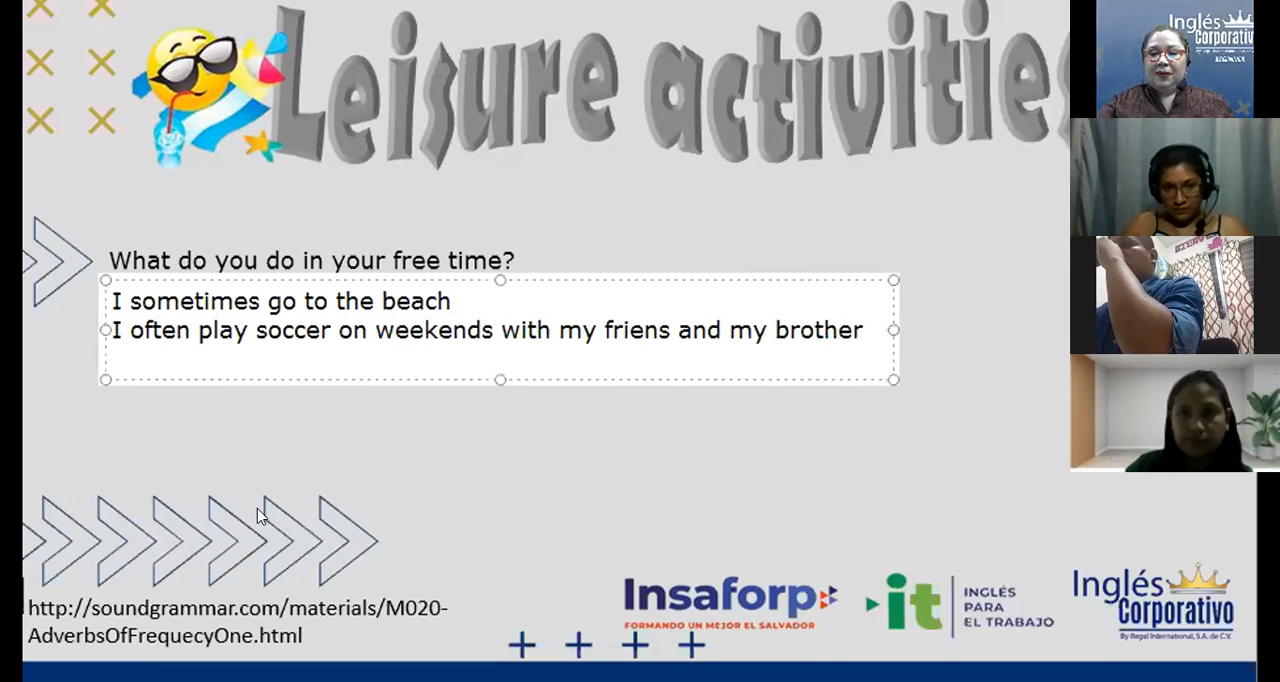 Leisure activities
What do you do in your free time?
I sometimes go to the beach
I often play soccer on weekends with my friens and my brother
http://soundgrammar.com/materials/M020-
AdverbsOfFrequecyOne.html
Insaforp
FORMANDO UN MEJOR EL SALVADOR
it
INGLÉS
PARA
EL TRABAJO
Inglés
Corporativo
By Regal International, S.A. de C.V.
Inglés
Corporativo